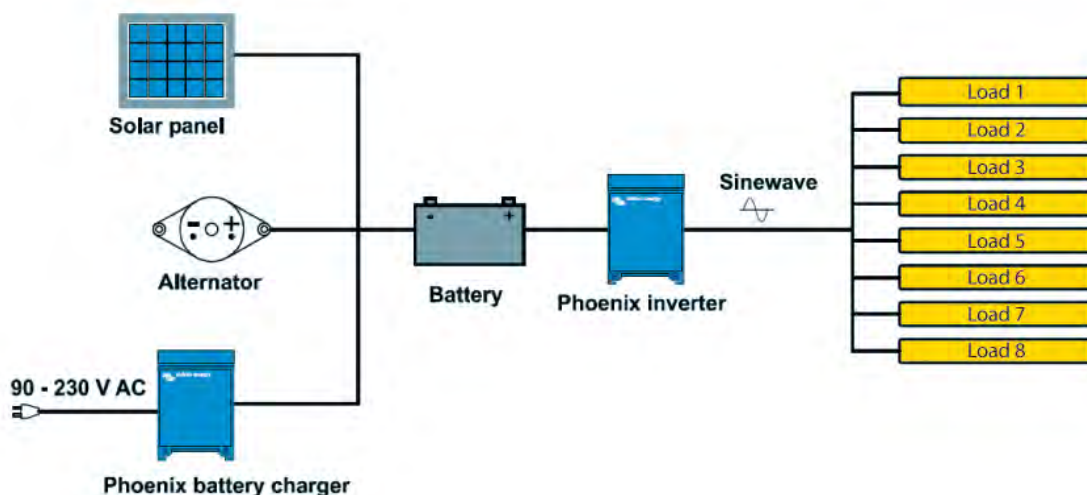 Solar panel
Alternator
90 - 230 V AC
Phoenix battery charger
Battery
Phoenix inverter
Sinewave
Load 1
Load 2
Load 3
Load 4
Load 5
Load 6
Load 7
Load 8